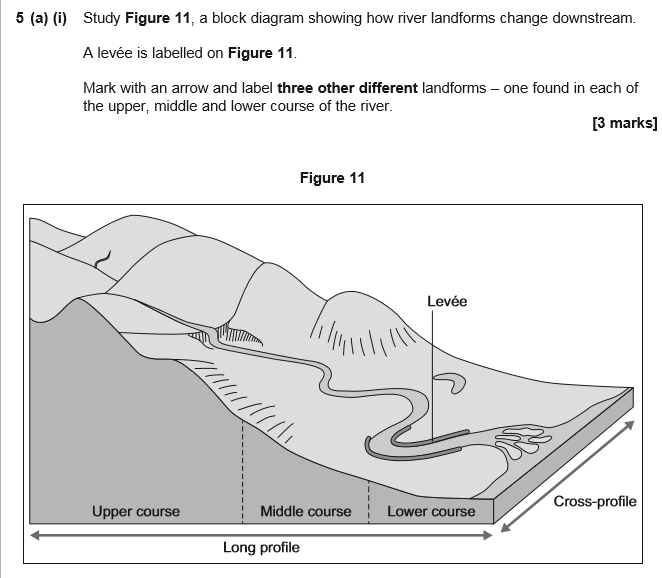 5 (a) (i) Study Figure 11, a block diagram showing how river landforms change downstream.
A levée is labelled on Figure 11.
Mark with an arrow and label three other different landforms – one found in each of
the upper, middle and lower course of the river.
[3 marks]
Figure 11
Levée
Upper course
Middle course
Lower course
Cross-profile
Long profile